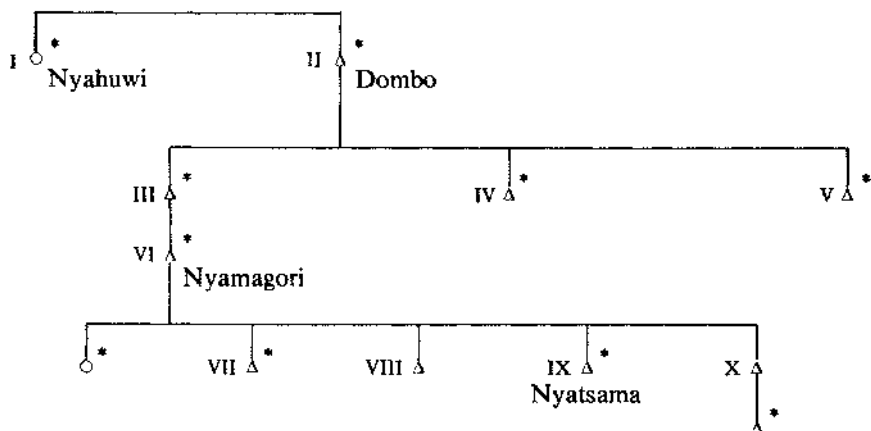 I * II *
Nyahuwi Dombo
III * IV * V *
VI *
Nyamagori
* VII * VIII IX * X
Nyatsama
*